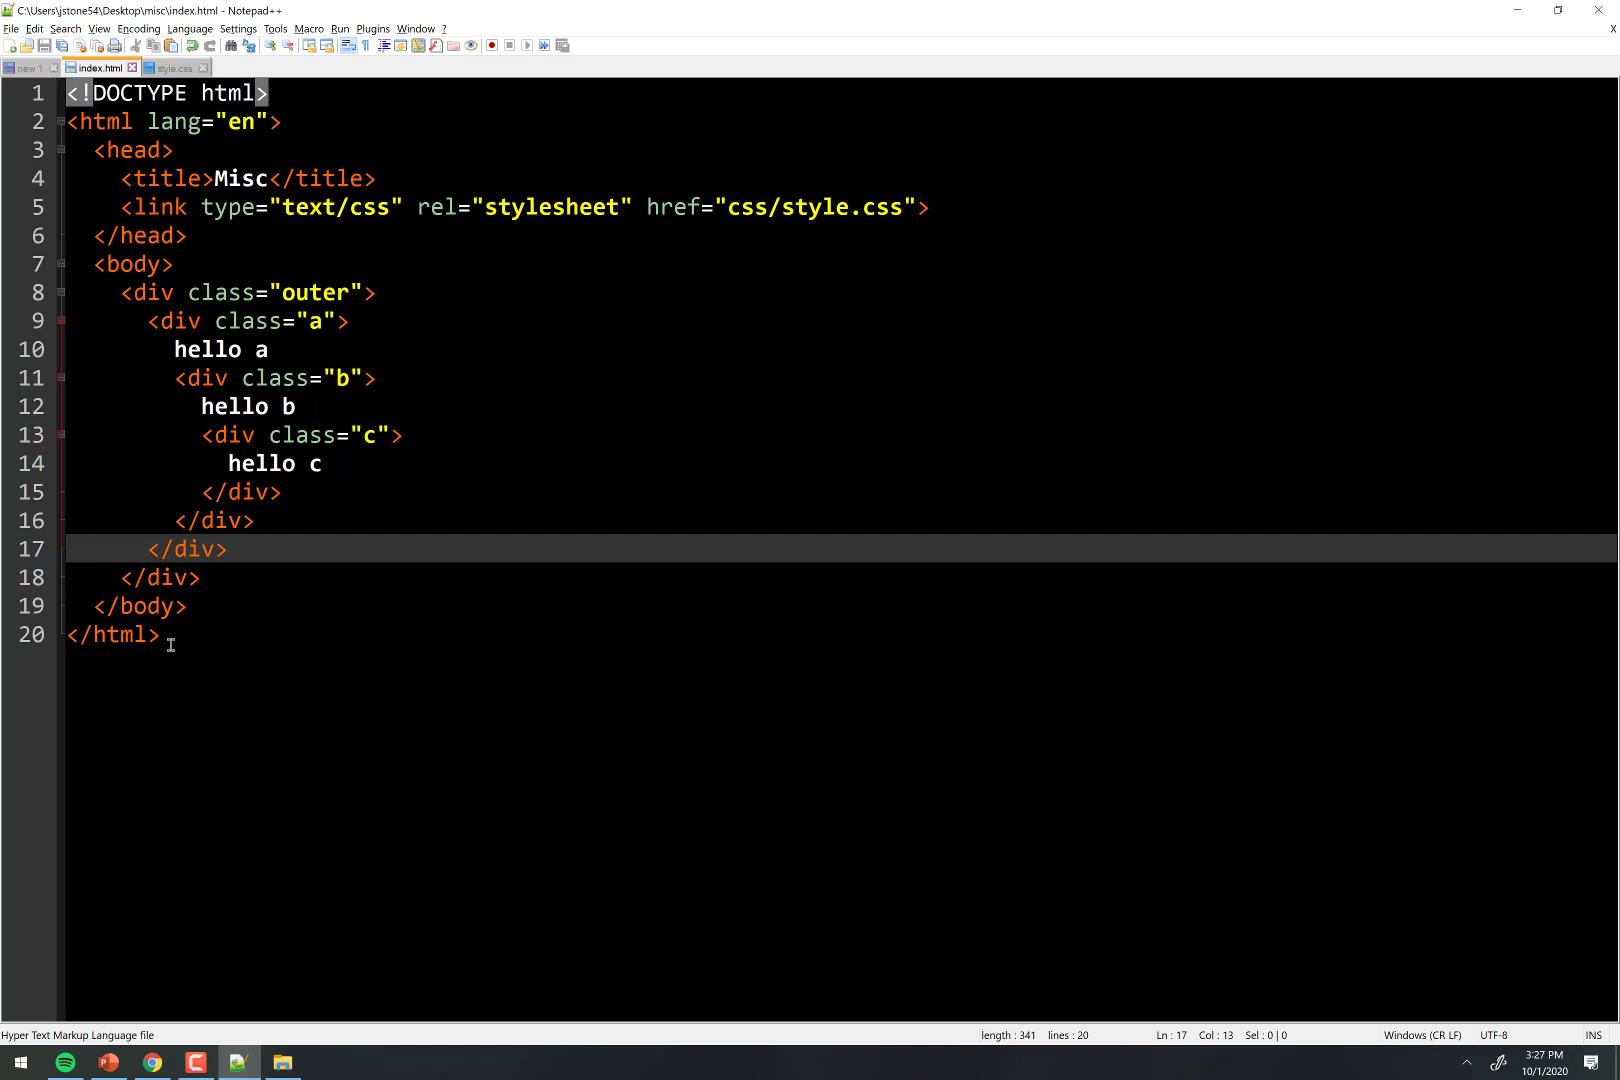 C:\Users\jstone54\Desktop\misc\index.html - Notepad++
File Edit Search View Encoding Language Settings Tools Macro Run Plugins Window ? X
new 1 index.html style.css
1 <!DOCTYPE html>
2 <html lang="en">
3 <head>
4 <title>Misc</title>
5 <link type="text/css" rel="stylesheet" href="css/style.css">
6 </head>
7 <body>
8 <div class="outer">
9 <div class="a">
10 hello a
11 <div class="b">
12 hello b
13 <div class="c">
14 hello c
15 </div>
16 </div>
17 </div>
18 </div>
19 </body>
20 </html>
Hyper Text Markup Language file length : 341 lines : 20 Ln : 17 Col : 13 Sel : 0 | 0 Windows (CR LF) UTF-8 INS
3:27 PM
10/1/2020